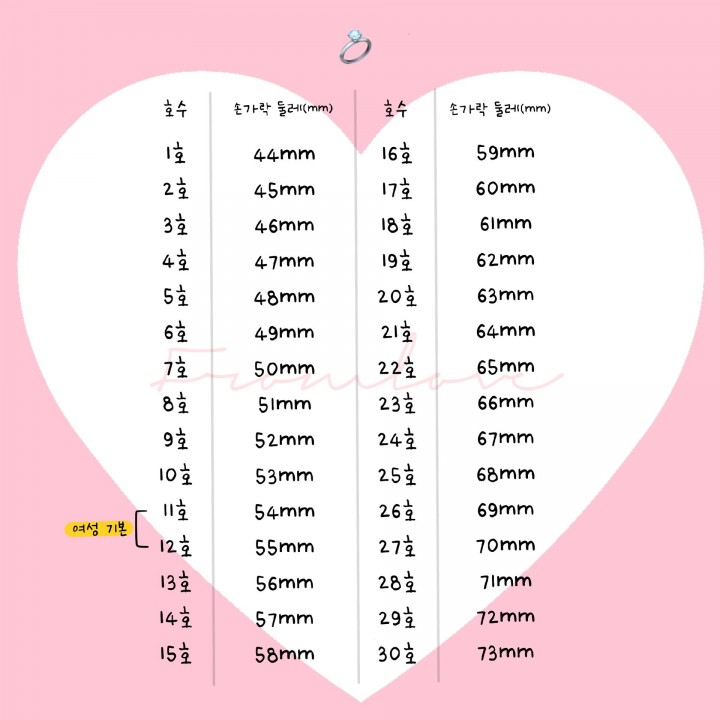 호수 손가락 둘레(mm) 호수 손가락 둘레(mm)
1호 44mm 16호 59mm
2호 45mm 17호 60mm
3호 46mm 18호 61mm
4호 47mm 19호 62mm
5호 48mm 20호 63mm
6호 49mm 21호 64mm
7호 50mm 22호 65mm
Fromlove
8호 51mm 23호 66mm
9호 52mm 24호 67mm
10호 53mm 25호 68mm
11호 54mm 26호 69mm
여성 기본
12호 55mm 27호 70mm
13호 56mm 28호 71mm
14호 57mm 29호 72mm
15호 58mm 30호 73mm